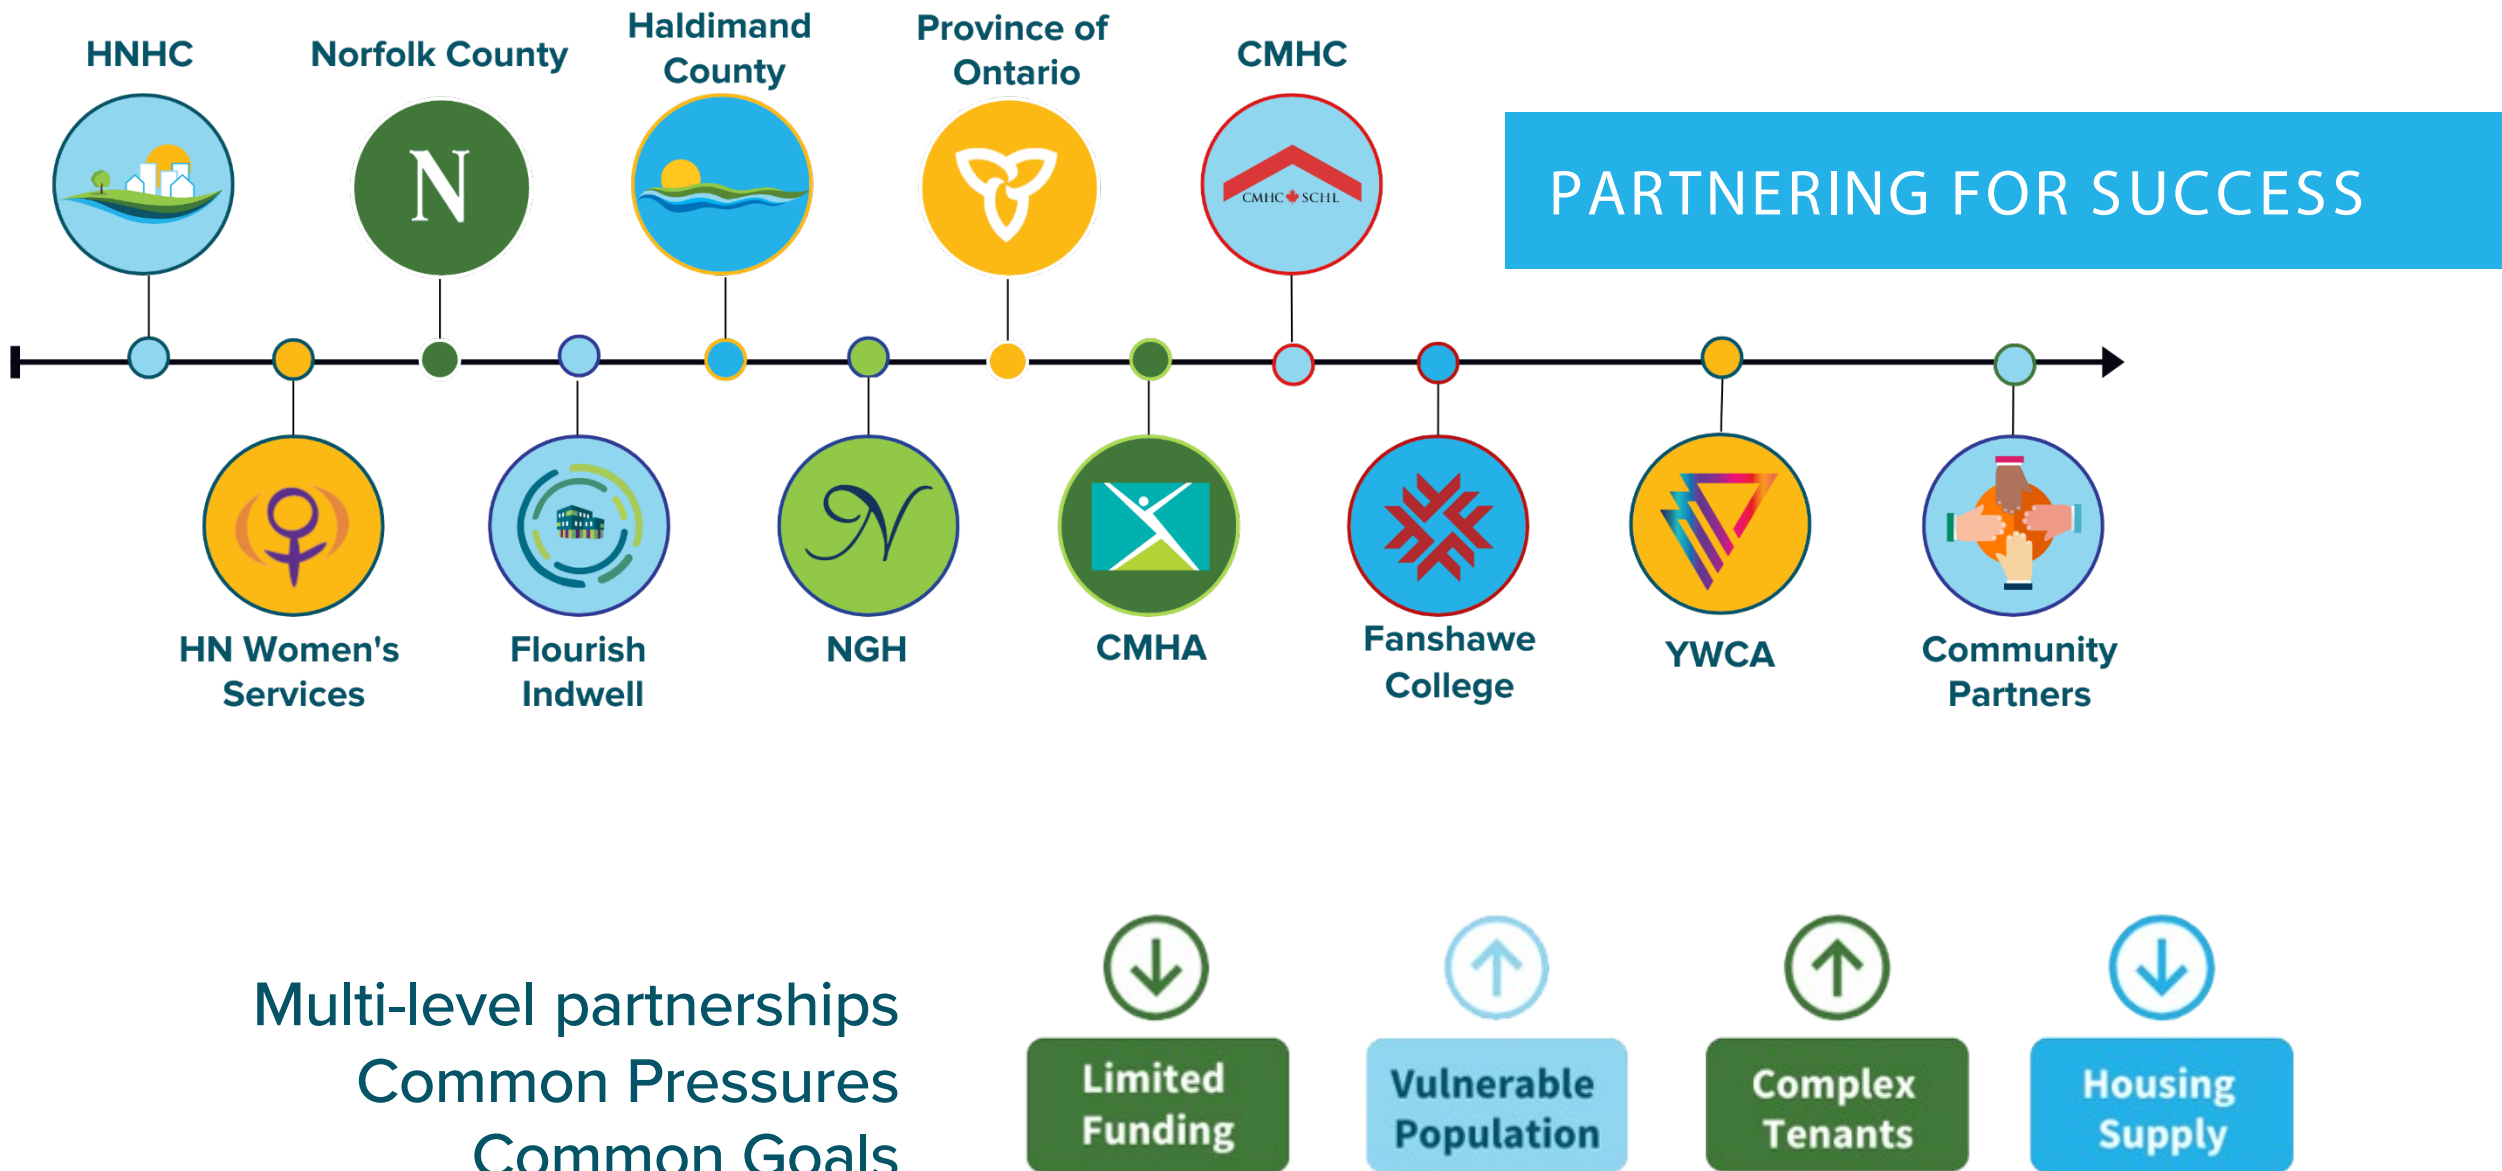 HNHC
Norfolk County
Haldimand
County
Province of
Ontario
CMHC
N
CMHC SCHL
PARTNERING FOR SUCCESS
N
HN Women's
Services
Flourish
Indwell
NGH
CMHA
Fanshawe
College
YWCA
Community
Partners
Multi-level partnerships
Common Pressures
Common Goals
Limited
Funding
Vulnerable
Population
Complex
Tenants
Housing
Supply